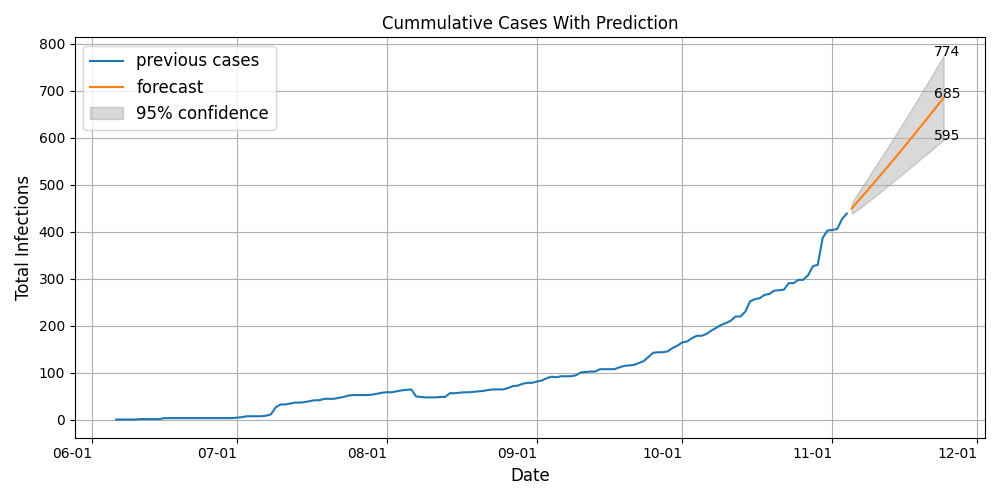 Cummulative Cases With Prediction
previous cases
forecast
95% confidence
774
685
595
800
700
600
500
400
300
200
100
0
Total Infections
06-01 07-01 08-01 09-01 10-01 11-01 12-01
Date